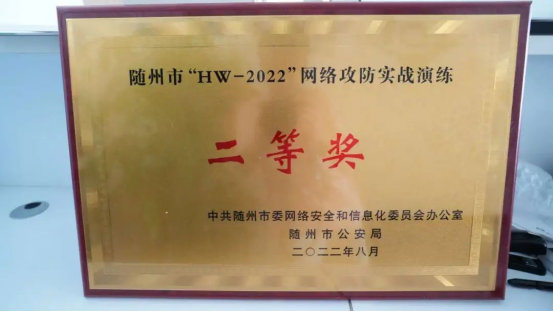 随州市“HW-2022”网络攻防实战演练
二等奖
中共随州市委网络安全和信息化委员会办公室
随州市公安局
二〇二二年八月